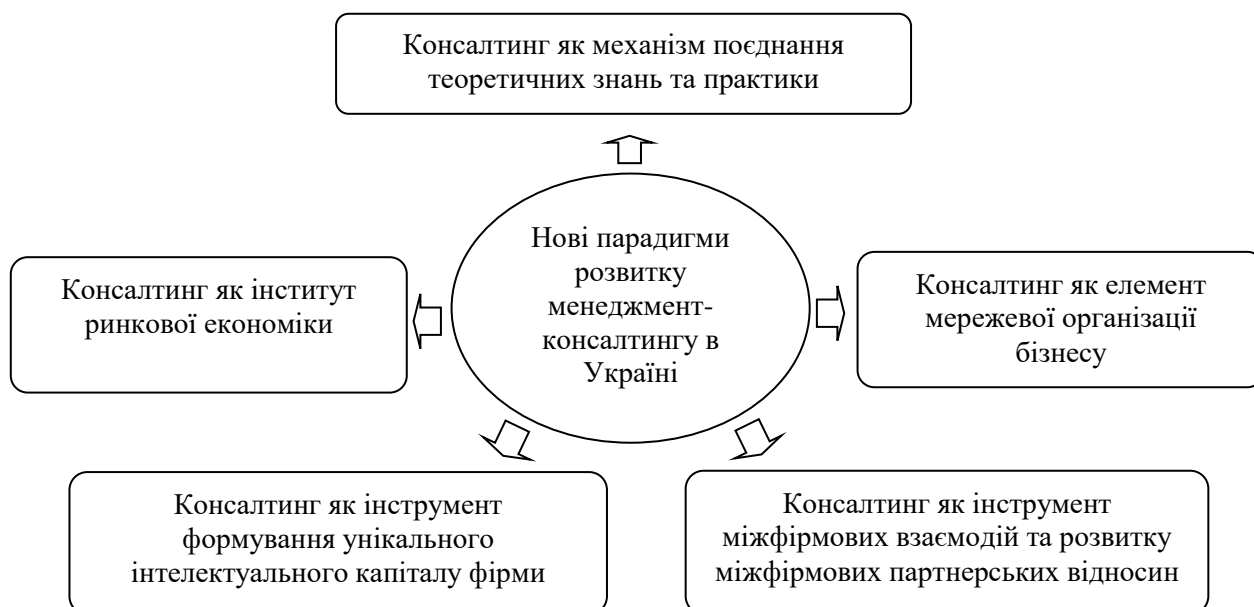 Консалтинг як механізм поєднання
теоретичних знань та практики
Нові парадигми
розвитку
менеджмент-
консалтингу в
Україні
Консалтинг як інститут
ринкової економіки
Консалтинг як елемент
мережевої організації
бізнесу
Консалтинг як інструмент
формування унікального
інтелектуального капіталу фірми
Консалтинг як інструмент
міжфірмових взаємодій та розвитку
міжфірмових партнерських відносин